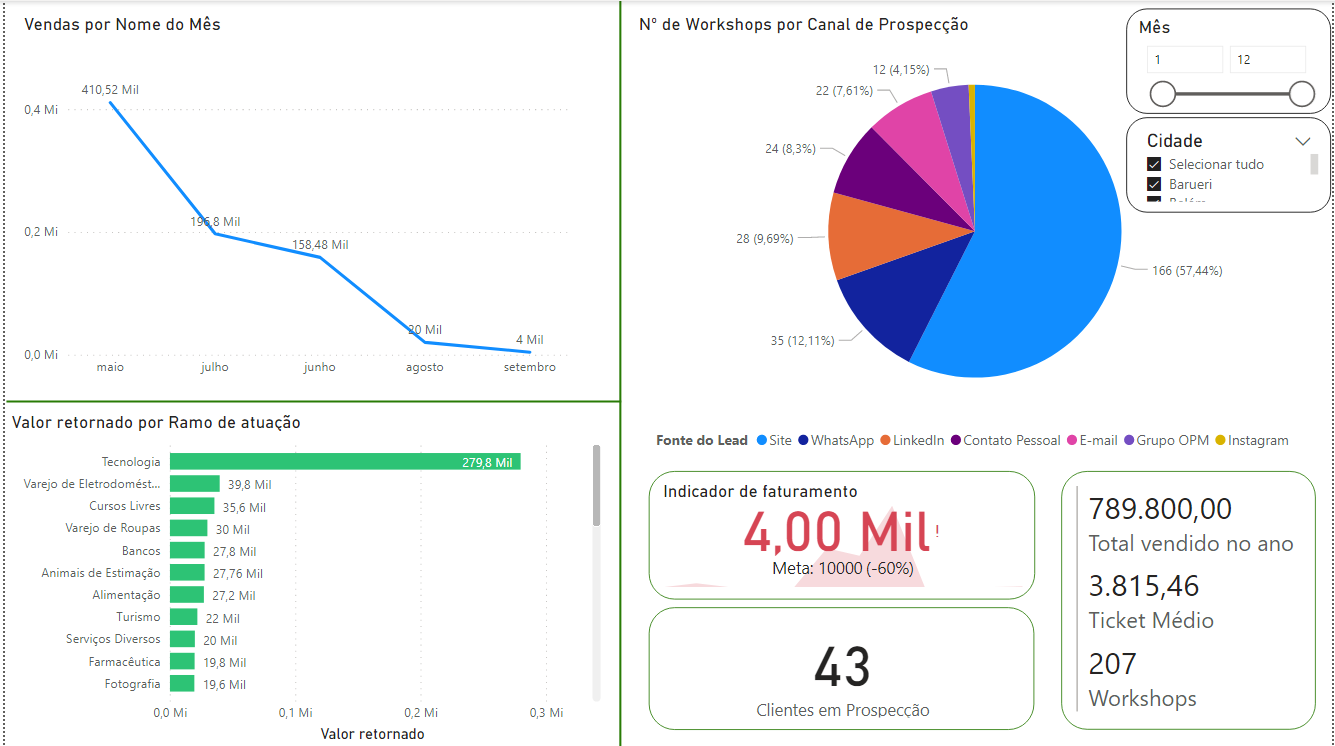 Vendas por Nome do Mês
410,52 Mil
0,4 Mi
196,8 Mil
0,2 Mi
158,48 Mil
20 Mil
4 Mil
0,0 Mi
maio julho junho agosto setembro
Valor retornado por Ramo de atuação
Tecnologia 279,8 Mil
Varejo de Eletrodomést... 39,8 Mil
Cursos Livres 35,6 Mil
Varejo de Roupas 30 Mil
Bancos 27,8 Mil
Animais de Estimação 27,76 Mil
Alimentação 27,2 Mil
Turismo 22 Mil
Serviços Diversos 20 Mil
Farmacêutica 19,8 Mil
Fotografia 19,6 Mil
0,0 Mi 0,1 Mi 0,2 Mi 0,3 Mi
Valor retornado
Nº de Workshops por Canal de Prospecção
12 (4,15%)
22 (7,61%)
24 (8,3%)
28 (9,69%)
166 (57,44%)
35 (12,11%)
Fonte do Lead Site WhatsApp LinkedIn Contato Pessoal E-mail Grupo OPM Instagram
Mês
1 12
Cidade
Selecionar tudo
Barueri
Indicador de faturamento
4,00 Mil!
Meta: 10000 (-60%)
43
Clientes em Prospecção
789.800,00
Total vendido no ano
3.815,46
Ticket Médio
207
Workshops